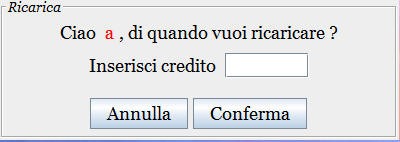 Ricarica
Ciao a , di quando vuoi ricaricare ?
Inserisci credito
Annulla Conferma